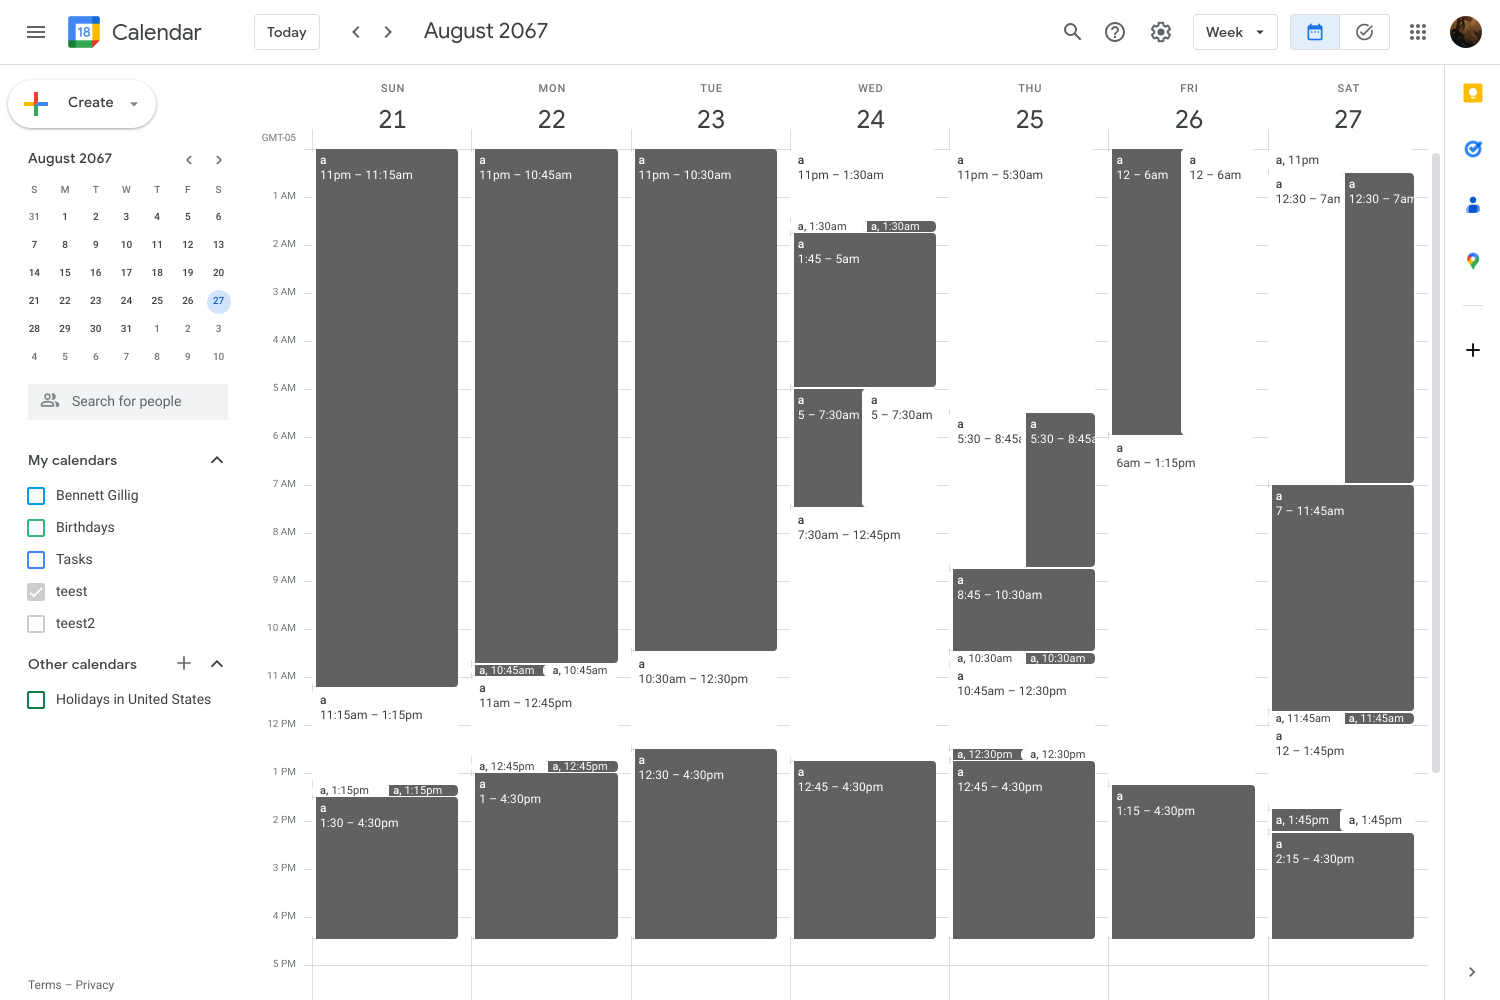 18 Calendar
Today
August 2067
Week
Create
August 2067
S M T W T F S
31 1 2 3 4 5 6
7 8 9 10 11 12 13
14 15 16 17 18 19 20
21 22 23 24 25 26 27
28 29 30 31 1 2 3
4 5 6 7 8 9 10
Search for people
My calendars
Bennett Gillig
Birthdays
Tasks
teest
teest2
Other calendars
Holidays in United States
Terms – Privacy
GMT-05
1 AM
2 AM
3 AM
4 AM
5 AM
6 AM
7 AM
8 AM
9 AM
10 AM
11 AM
12 PM
1 PM
2 PM
3 PM
4 PM
5 PM
SUN
21
a
11pm – 11:15am
a
11:15am – 1:15pm
a, 1:15pm
a, 1:15pm
a
1:30 – 4:30pm
MON
22
a
11pm – 10:45am
a, 10:45am
a, 10:45am
a
11am – 12:45pm
a, 12:45pm
a, 12:45pm
a
1 – 4:30pm
TUE
23
a
11pm – 10:30am
a
10:30am – 12:30pm
a
12:30 – 4:30pm
WED
24
a
11pm – 1:30am
a, 1:30am
a, 1:30am
a
1:45 – 5am
a
5 – 7:30am
a
5 – 7:30am
a
7:30am – 12:45pm
a
12:45 – 4:30pm
THU
25
a
11pm – 5:30am
a
5:30 – 8:45a
a
5:30 – 8:45a
a
8:45 – 10:30am
a, 10:30am
a, 10:30am
a
10:45am – 12:30pm
a, 12:30pm
a, 12:30pm
a
12:45 – 4:30pm
FRI
26
a
12 – 6am
a
12 – 6am
a
6am – 1:15pm
a
1:15 – 4:30pm
SAT
27
a, 11pm
a
12:30 – 7am
a
12:30 – 7am
a
7 – 11:45am
a, 11:45am
a, 11:45am
a
12 – 1:45pm
a, 1:45pm
a, 1:45pm
a
2:15 – 4:30pm